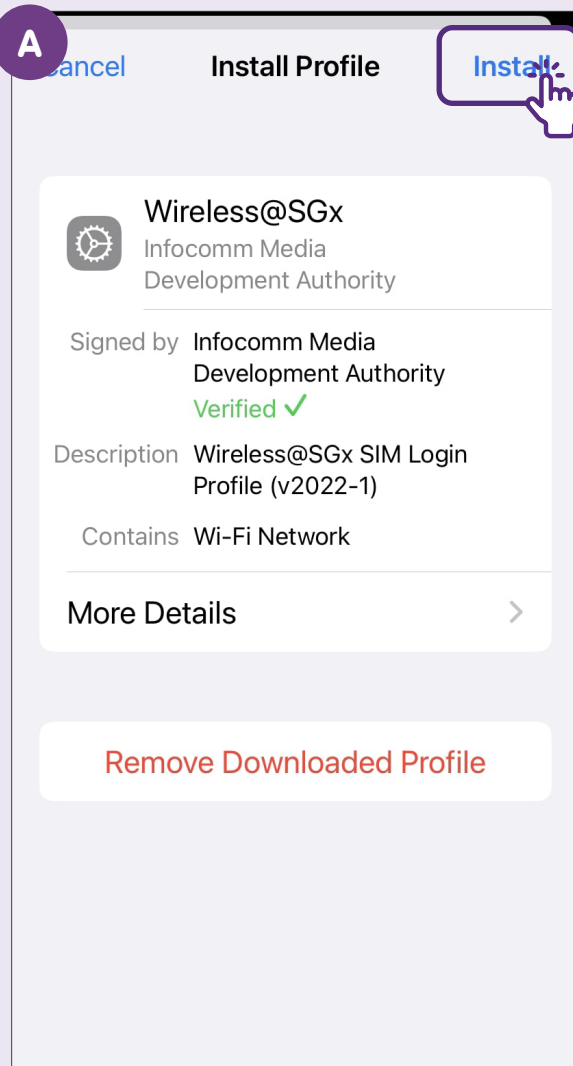 A
Cancel Install Profile Install
Wireless@SGx
Infocomm Media
Development Authority
Signed by Infocomm Media
Development Authority
Verified ✓
Description Wireless@SGx SIM Login
Profile (v2022-1)
Contains Wi-Fi Network
More Details
Remove Downloaded Profile